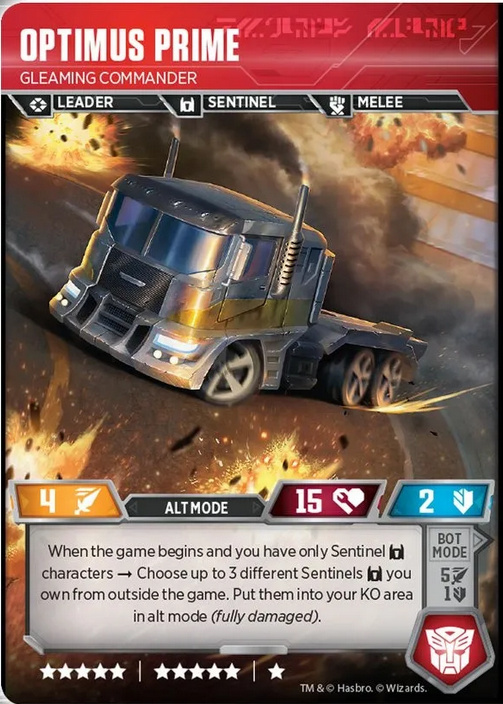 OPTIMUS PRIME
GLEAMING COMMANDER
LEADER SENTINEL MELEE
4 ALT MODE 15 2
When the game begins and you have only Sentinel
characters → Choose up to 3 different Sentinels you
own from outside the game. Put them into your KO area
in alt mode (fully damaged).
BOT
MODE
5
1
★★★★★ | ★★★★★ | ★
TM & © Hasbro. © Wizards.